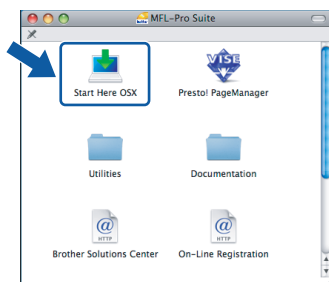 MFL-Pro Suite
VISE
Start Here OSX
Presto! PageManager
Utilities
Documentation
@
HTTP
@
HTTP
Brother Solutions Center
On-Line Registration